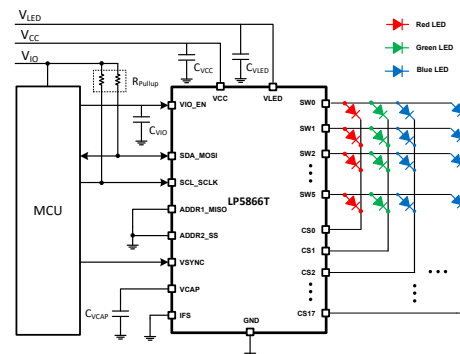 VLED
VCC
VIO
Red LED
Green LED
Blue LED
RPullup
CVCC
CVLED
VCC
VLED
VIO_EN
CVIO
SW0
SW1
SDA_MOSI
SW2
SCL_SCLK
LP5866T
MCU
SW5
ADDR1_MISO
CS0
ADDR2_SS
CS1
VSYNC
CS2
VCAP
CVCAP
IFS
GND
CS17